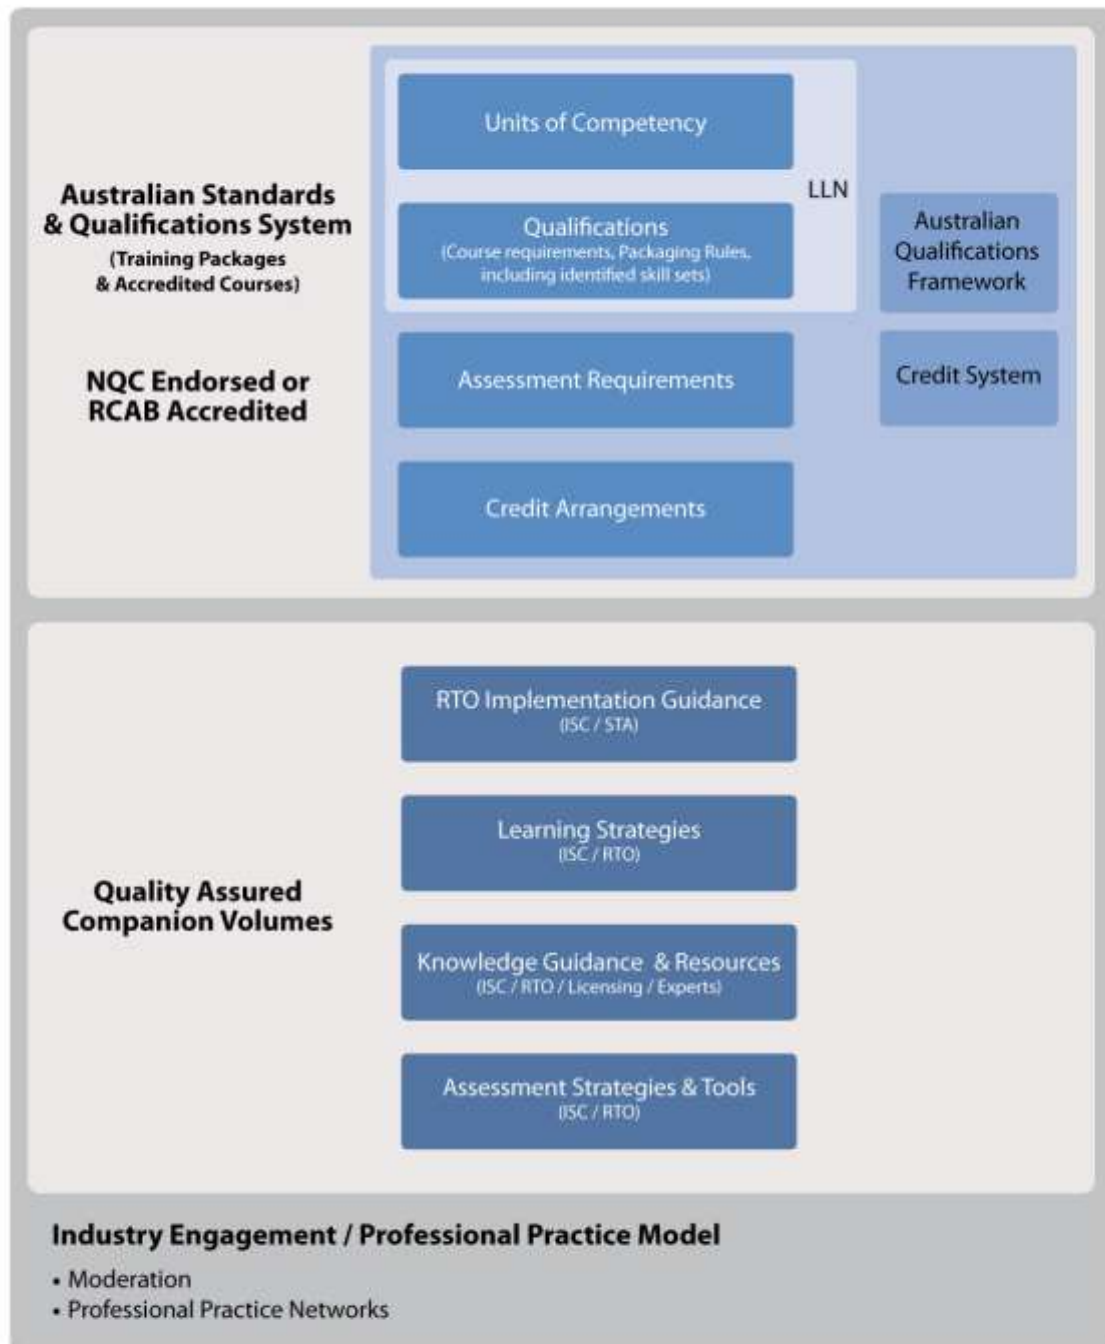 Australian Standards
& Qualifications System
(Training Packages
& Accredited Courses)
NQC Endorsed or
RCAB Accredited
Units of Competency
Qualifications
(Course requirements, Packaging Rules,
including identified skill sets)
LLN
Assessment Requirements
Credit Arrangements
Australian
Qualifications
Framework
Credit System
Quality Assured
Companion Volumes
RTO Implementation Guidance
(ISC / STA)
Learning Strategies
(ISC / RTO)
Knowledge Guidance & Resources
(ISC / RTO / Licensing / Experts)
Assessment Strategies & Tools
(ISC / RTO)
Industry Engagement / Professional Practice Model
• Moderation
• Professional Practice Networks